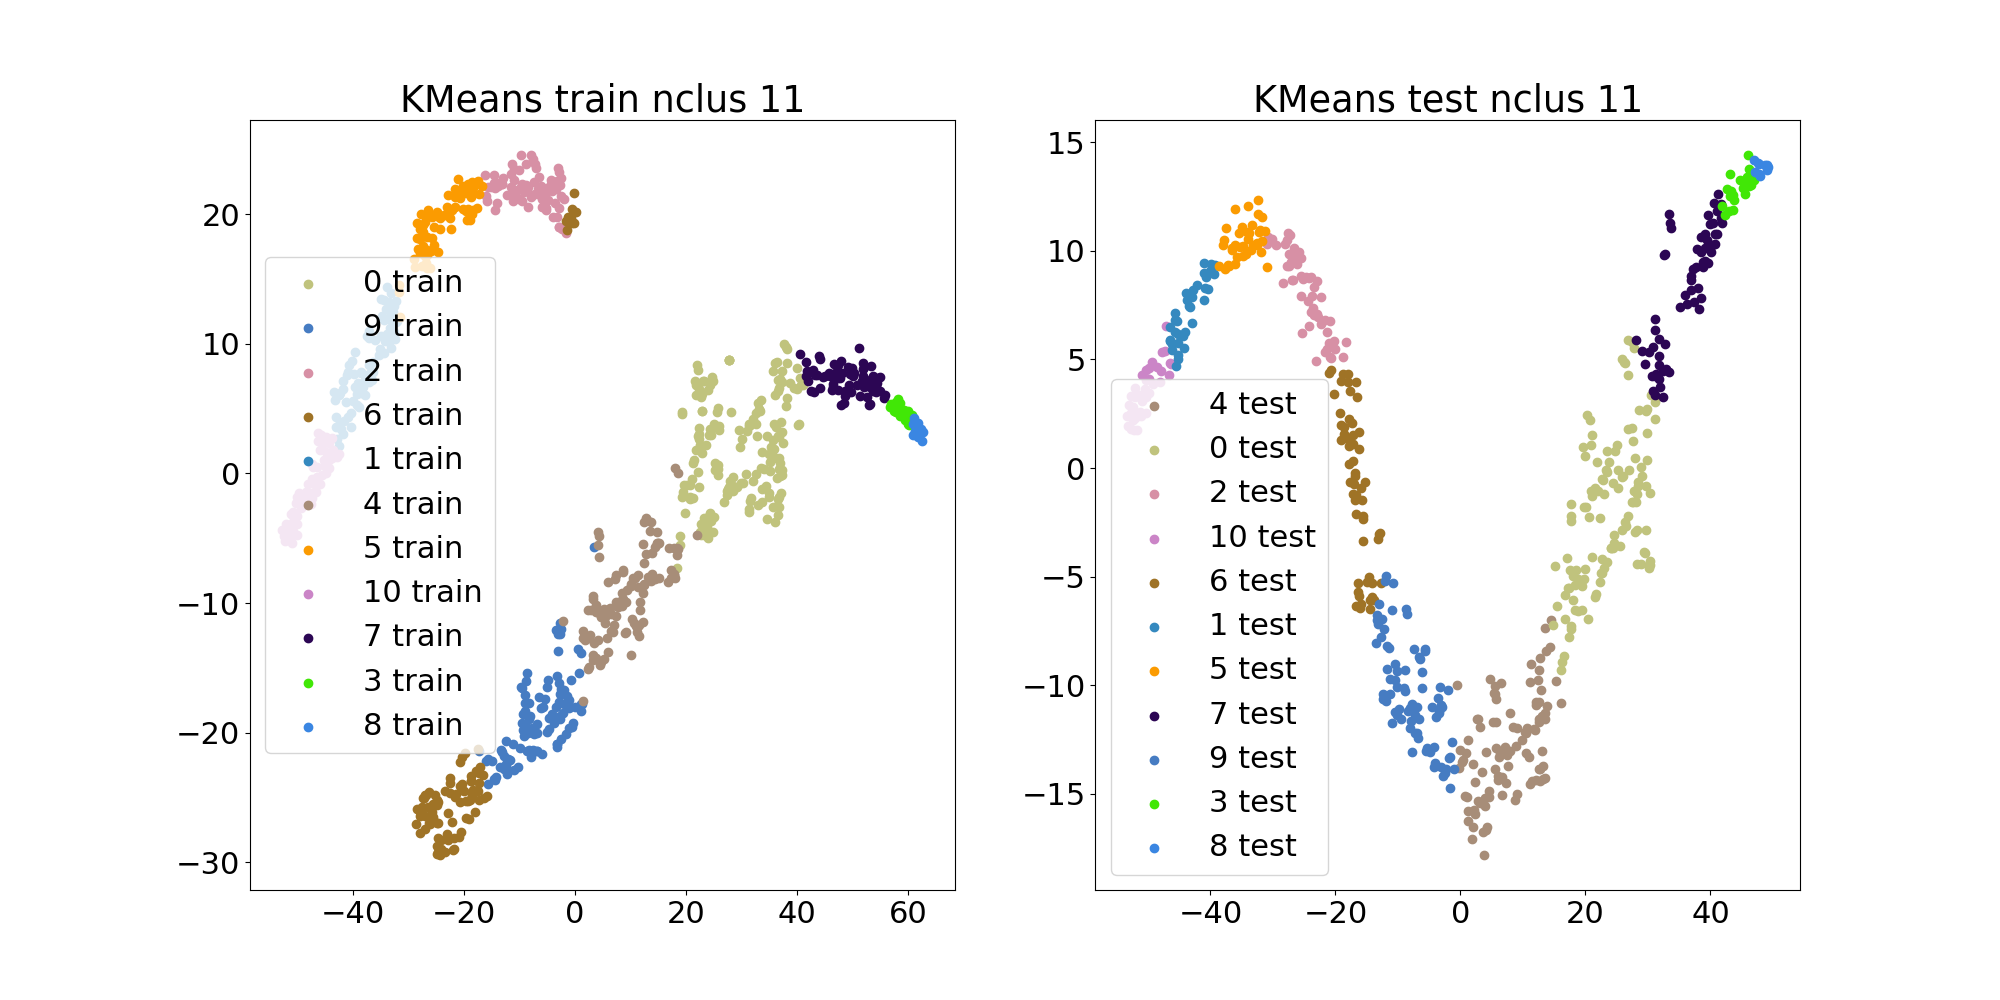 KMeans train nclus 11
20
10
0
−10
−20
−30
−40
−20
0
20
40
60
0 train
9 train
2 train
6 train
1 train
4 train
5 train
10 train
7 train
3 train
8 train
KMeans test nclus 11
15
10
5
0
−5
−10
−15
−40
−20
0
20
40
4 test
0 test
2 test
10 test
6 test
1 test
5 test
7 test
9 test
3 test
8 test